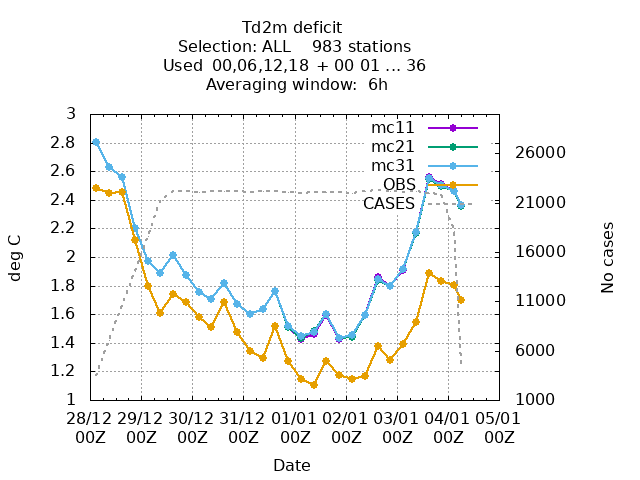 Td2m deficit
Selection: ALL    983 stations
Used  00,06,12,18  + 00 01 ... 36
Averaging window:  6h
mc11
mc21
mc31
OBS
CASES
3
2.8
2.6
2.4
2.2
2
1.8
1.6
1.4
1.2
1
deg C
26000
21000
16000
11000
6000
1000
No cases
28/12 29/12 30/12 31/12 01/01 02/01 03/01 04/01 05/01
00Z 00Z 00Z 00Z 00Z 00Z 00Z 00Z 00Z
Date